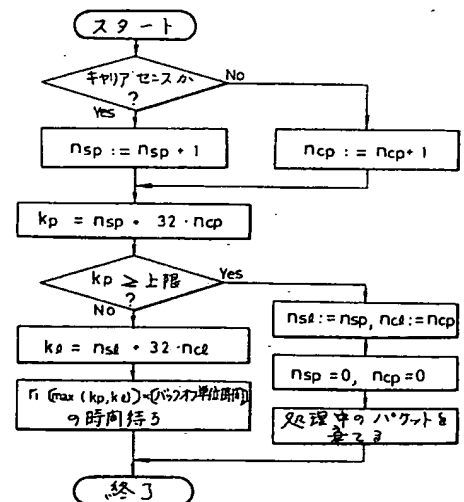 スタート
キャリアセンスか
?
No
Yes
nsp := nsp + 1
ncp := ncp + 1
kp = nsp + 32 · ncp
kp ≧ 上限
?
Yes
No
nsl := nsp, ncl := ncp
kl = nsl + 32 · ncl
nsp = 0, ncp = 0
の時間待ち
処理中のパケットを
棄てる
終了